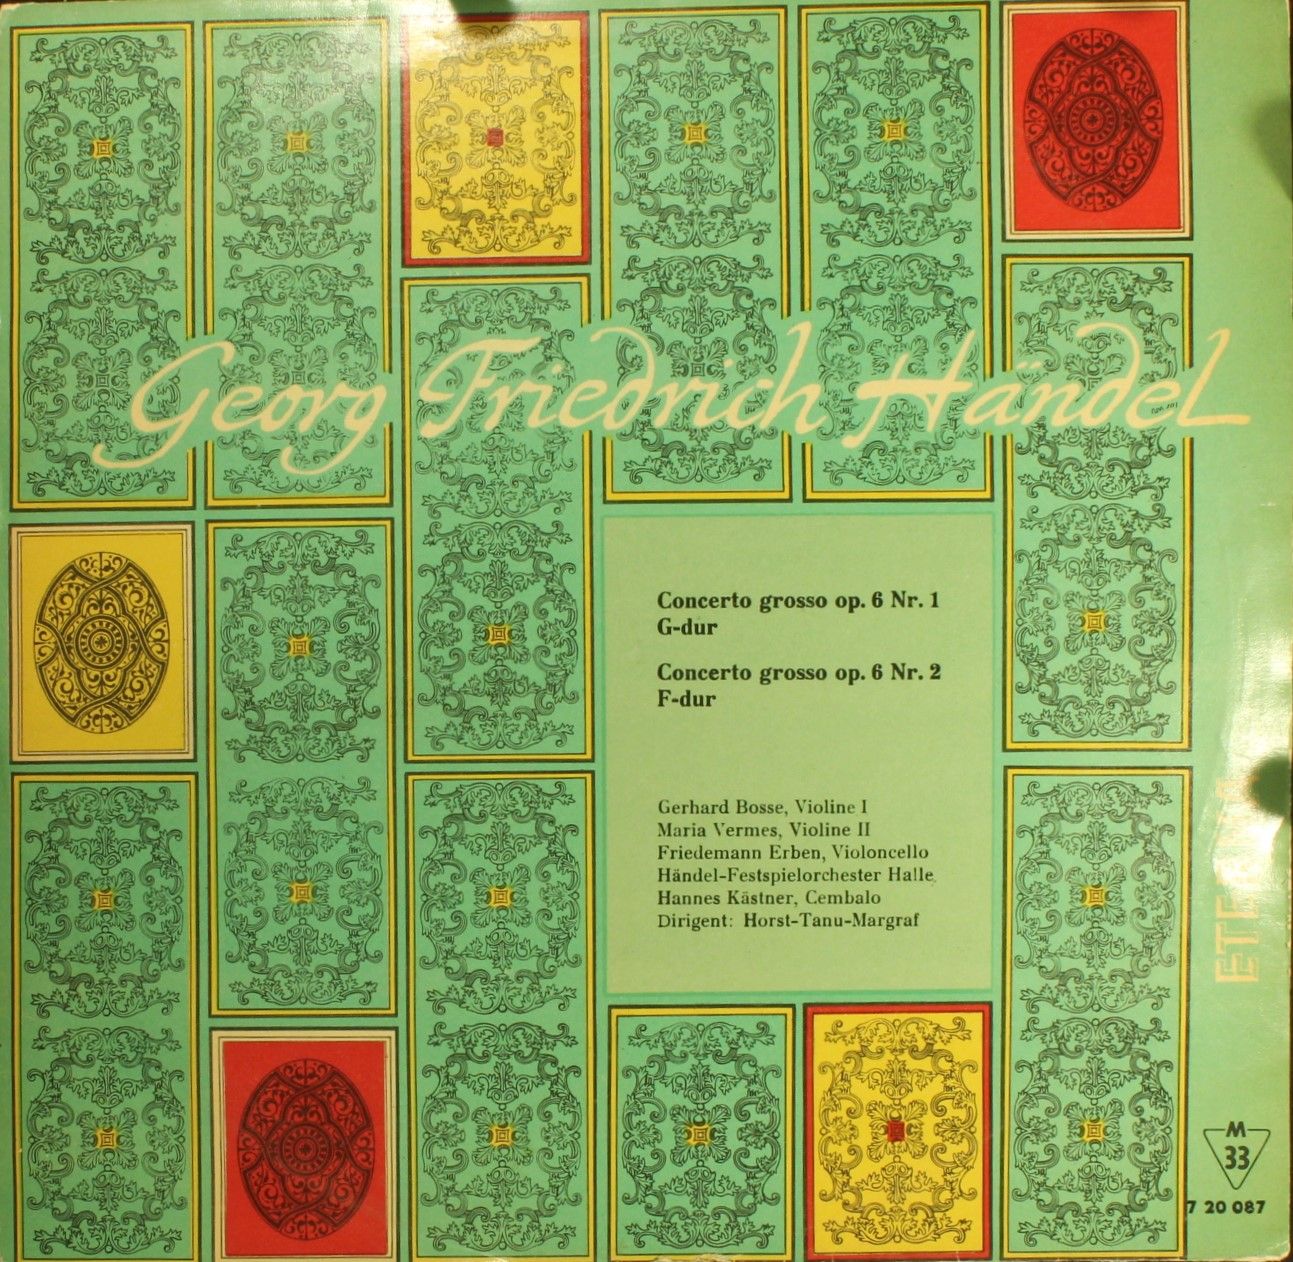 Georg Friedrich Händel
Concerto grosso op. 6 Nr. 1
G-dur
Concerto grosso op. 6 Nr. 2
F-dur
Gerhard Bosse, Violine I
Maria Vermes, Violine II
Friedemann Erben, Violoncello
Händel-Festspielorchester Halle
Hannes Kästner, Cembalo
Dirigent: Horst-Tanu-Margraf
ETERNA
M
33
7 20 087